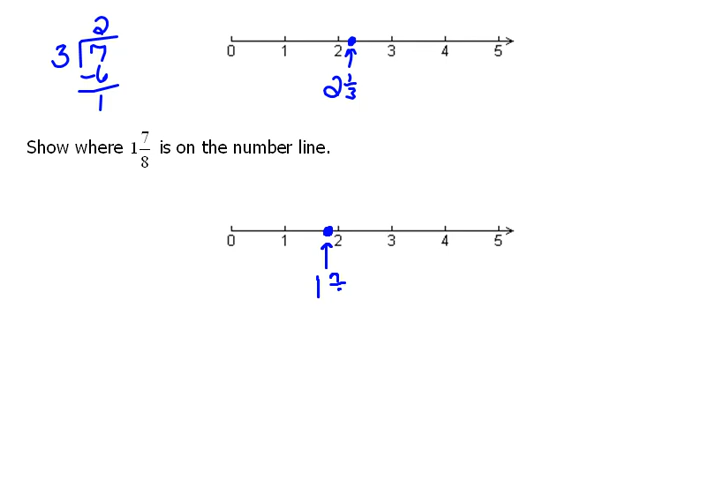 2
3 7
-6
1
0 1 2 3 4 5
2 1/3
Show where 1 7/8 is on the number line.
0 1 2 3 4 5
1 7/